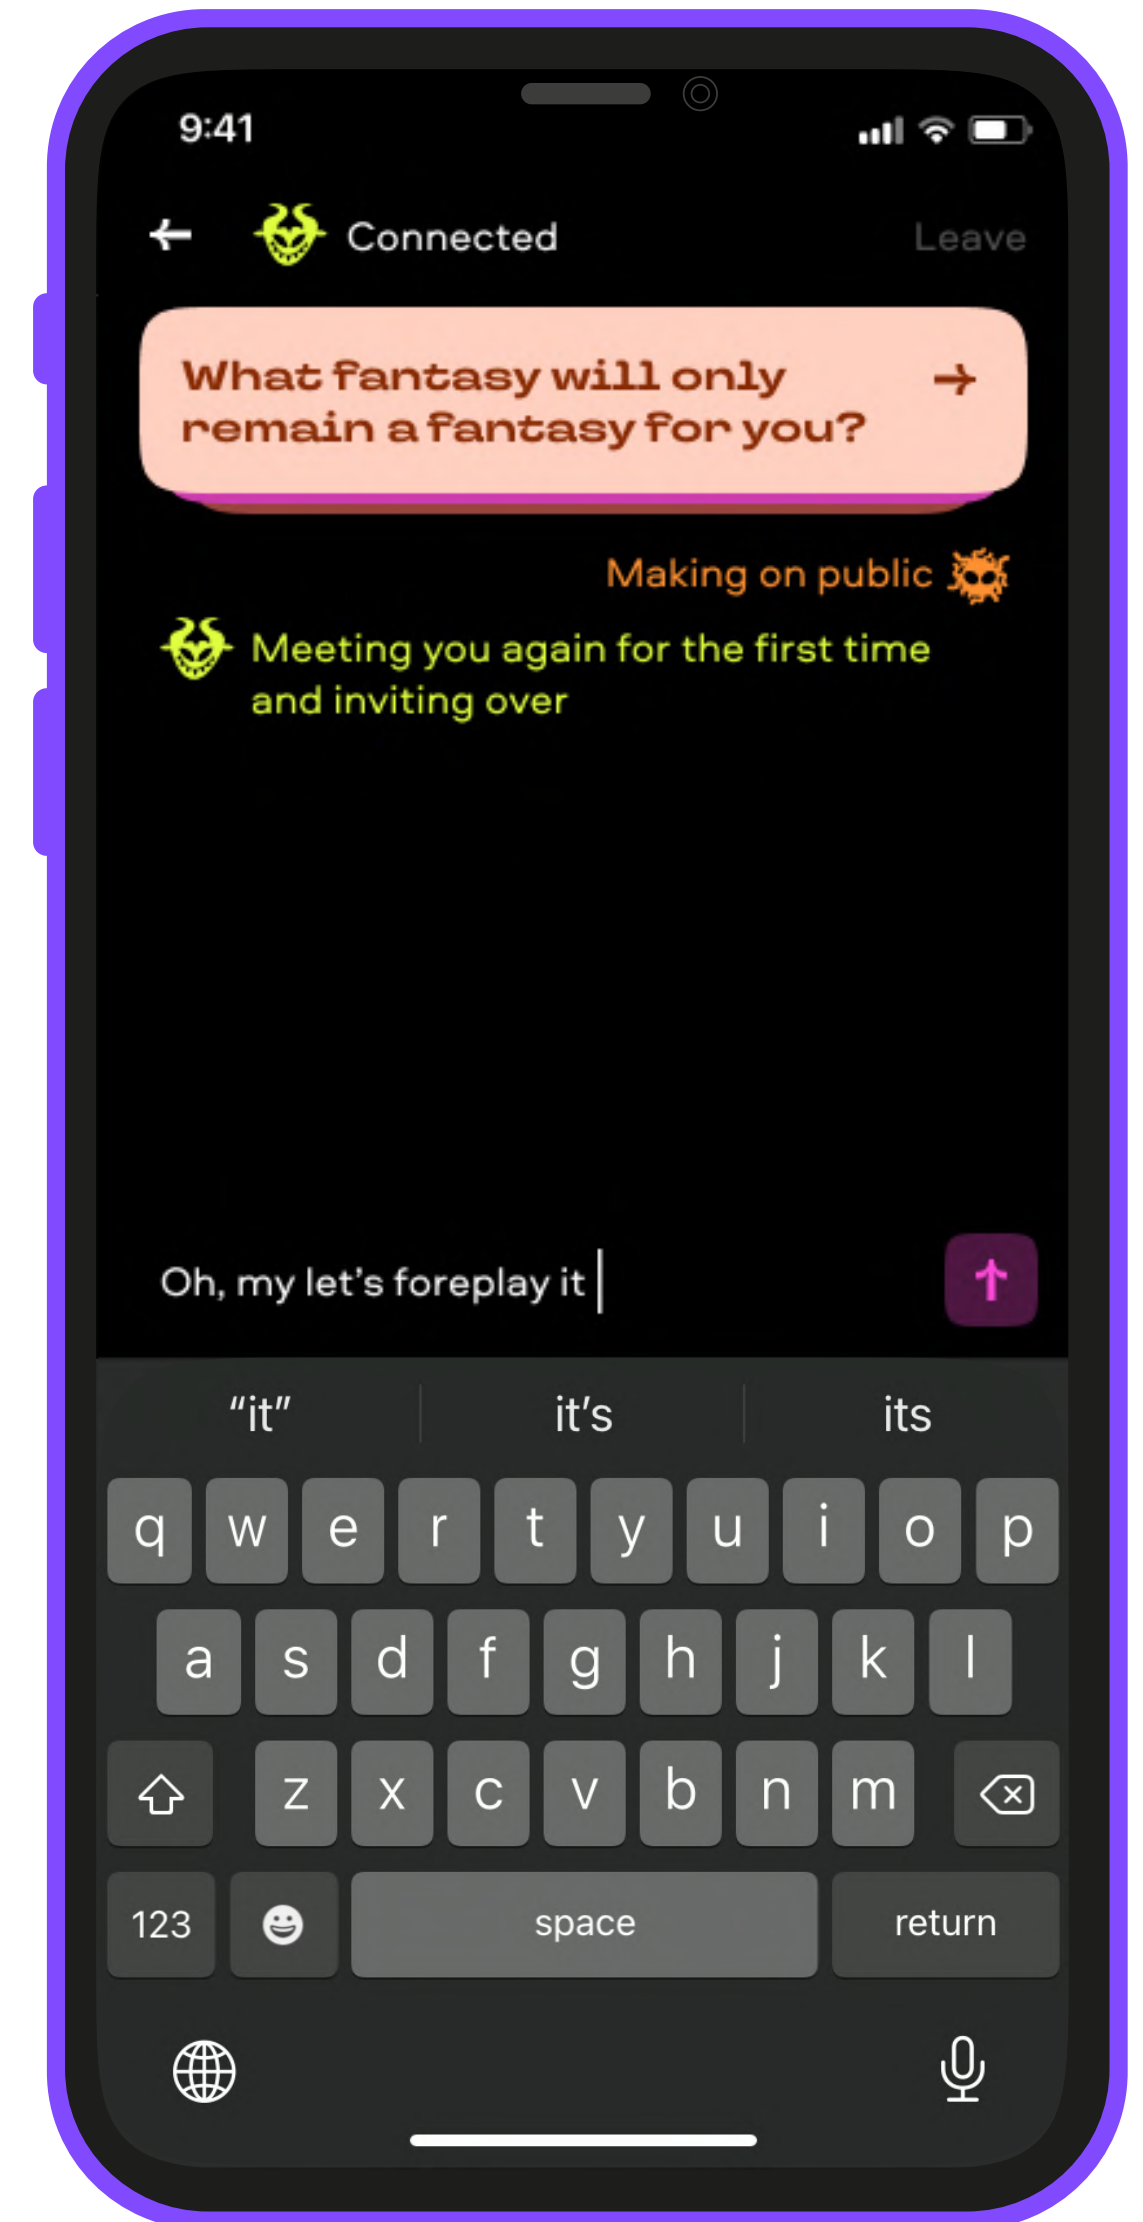 9:41
Connected
Leave
What fantasy will only
remain a fantasy for you?
Making on public
Meeting you again for the first time
and inviting over
Oh, my let's foreplay it
“it”
it’s
its
q w e r t y u i o p
a s d f g h j k l
z x c v b n m
123
space
return